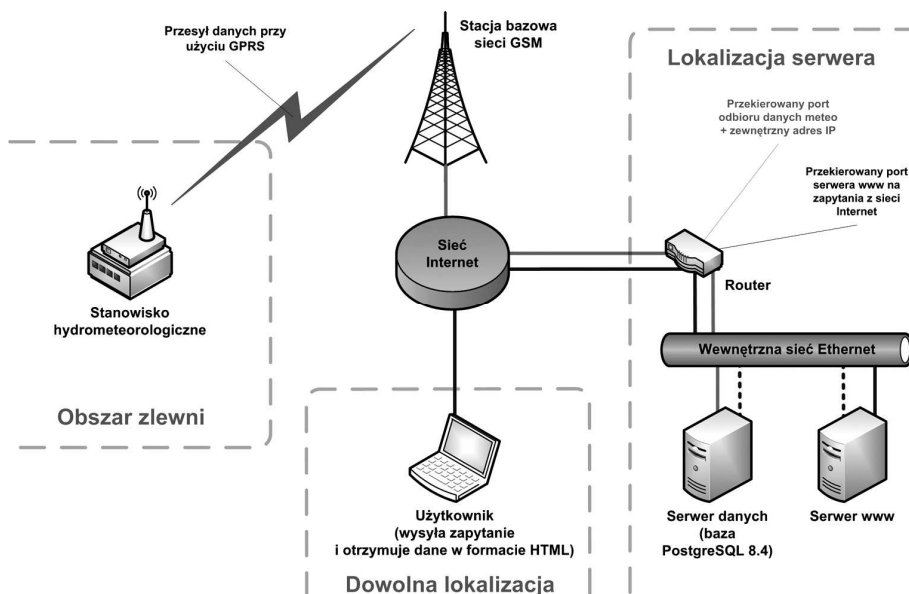 Przesył danych przy
użyciu GPRS
Stacja bazowa
sieci GSM
Lokalizacja serwera
Przekierowany port
odbioru danych meteo
+ zewnętrzny adres IP
Przekierowany port
serwera www na
zapytania z sieci
Internet
Sieć
Internet
Router
Stanowisko
hydrometeorologiczne
Wewnętrzna sieć Ethernet
Obszar zlewni
Użytkownik
(wysyła zapytanie
i otrzymuje dane w formacie HTML)
Serwer danych
(baza
PostgreSQL 8.4)
Serwer www
Dowolna lokalizacja